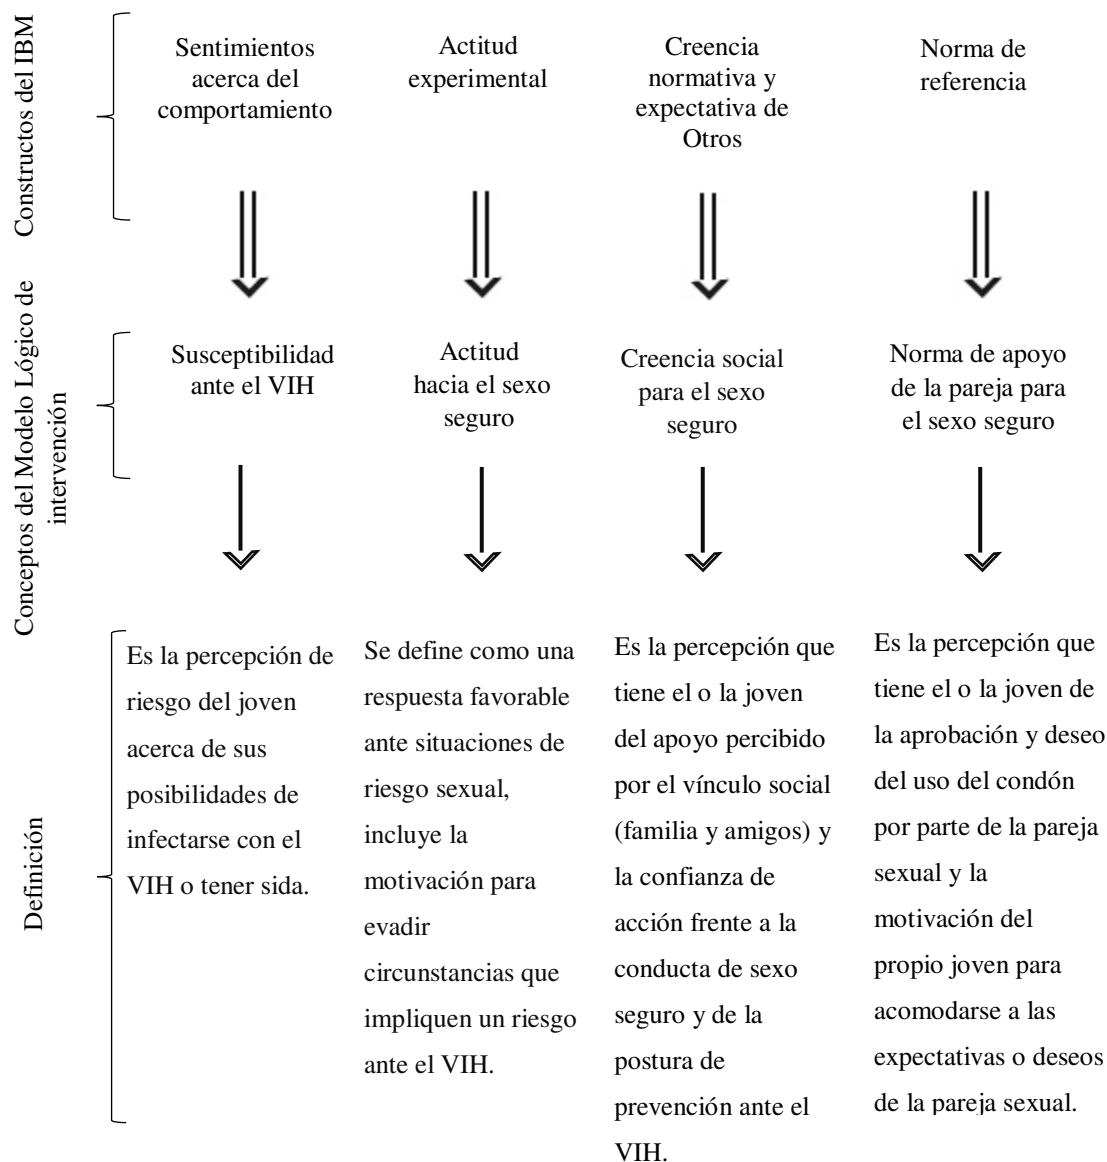 Constructos del IBM
Sentimientos
acerca del
comportamiento
Actitud
experimental
Creencia
normativa y
expectativa de
Otros
Norma de
referencia
Conceptos del Modelo Lógico de
intervención
Susceptibilidad
ante el VIH
Actitud
hacia el sexo
seguro
Creencia social
para el sexo
seguro
Norma de apoyo
de la pareja para
el sexo seguro
Definición
Es la percepción de
riesgo del joven
acerca de sus
posibilidades de
infectarse con el
VIH o tener sida.
Se define como una
respuesta favorable
ante situaciones de
riesgo sexual,
incluye la
motivación para
evadir
circunstancias que
impliquen un riesgo
ante el VIH.
Es la percepción que
tiene el o la joven
del apoyo percibido
por el vínculo social
(familia y amigos) y
la confianza de
acción frente a la
conducta de sexo
seguro y de la
postura de
prevención ante el
VIH.
Es la percepción que
tiene el o la joven de
la aprobación y deseo
del uso del condón
por parte de la pareja
sexual y la
motivación del
propio joven para
acomodarse a las
expectativas o deseos
de la pareja sexual.